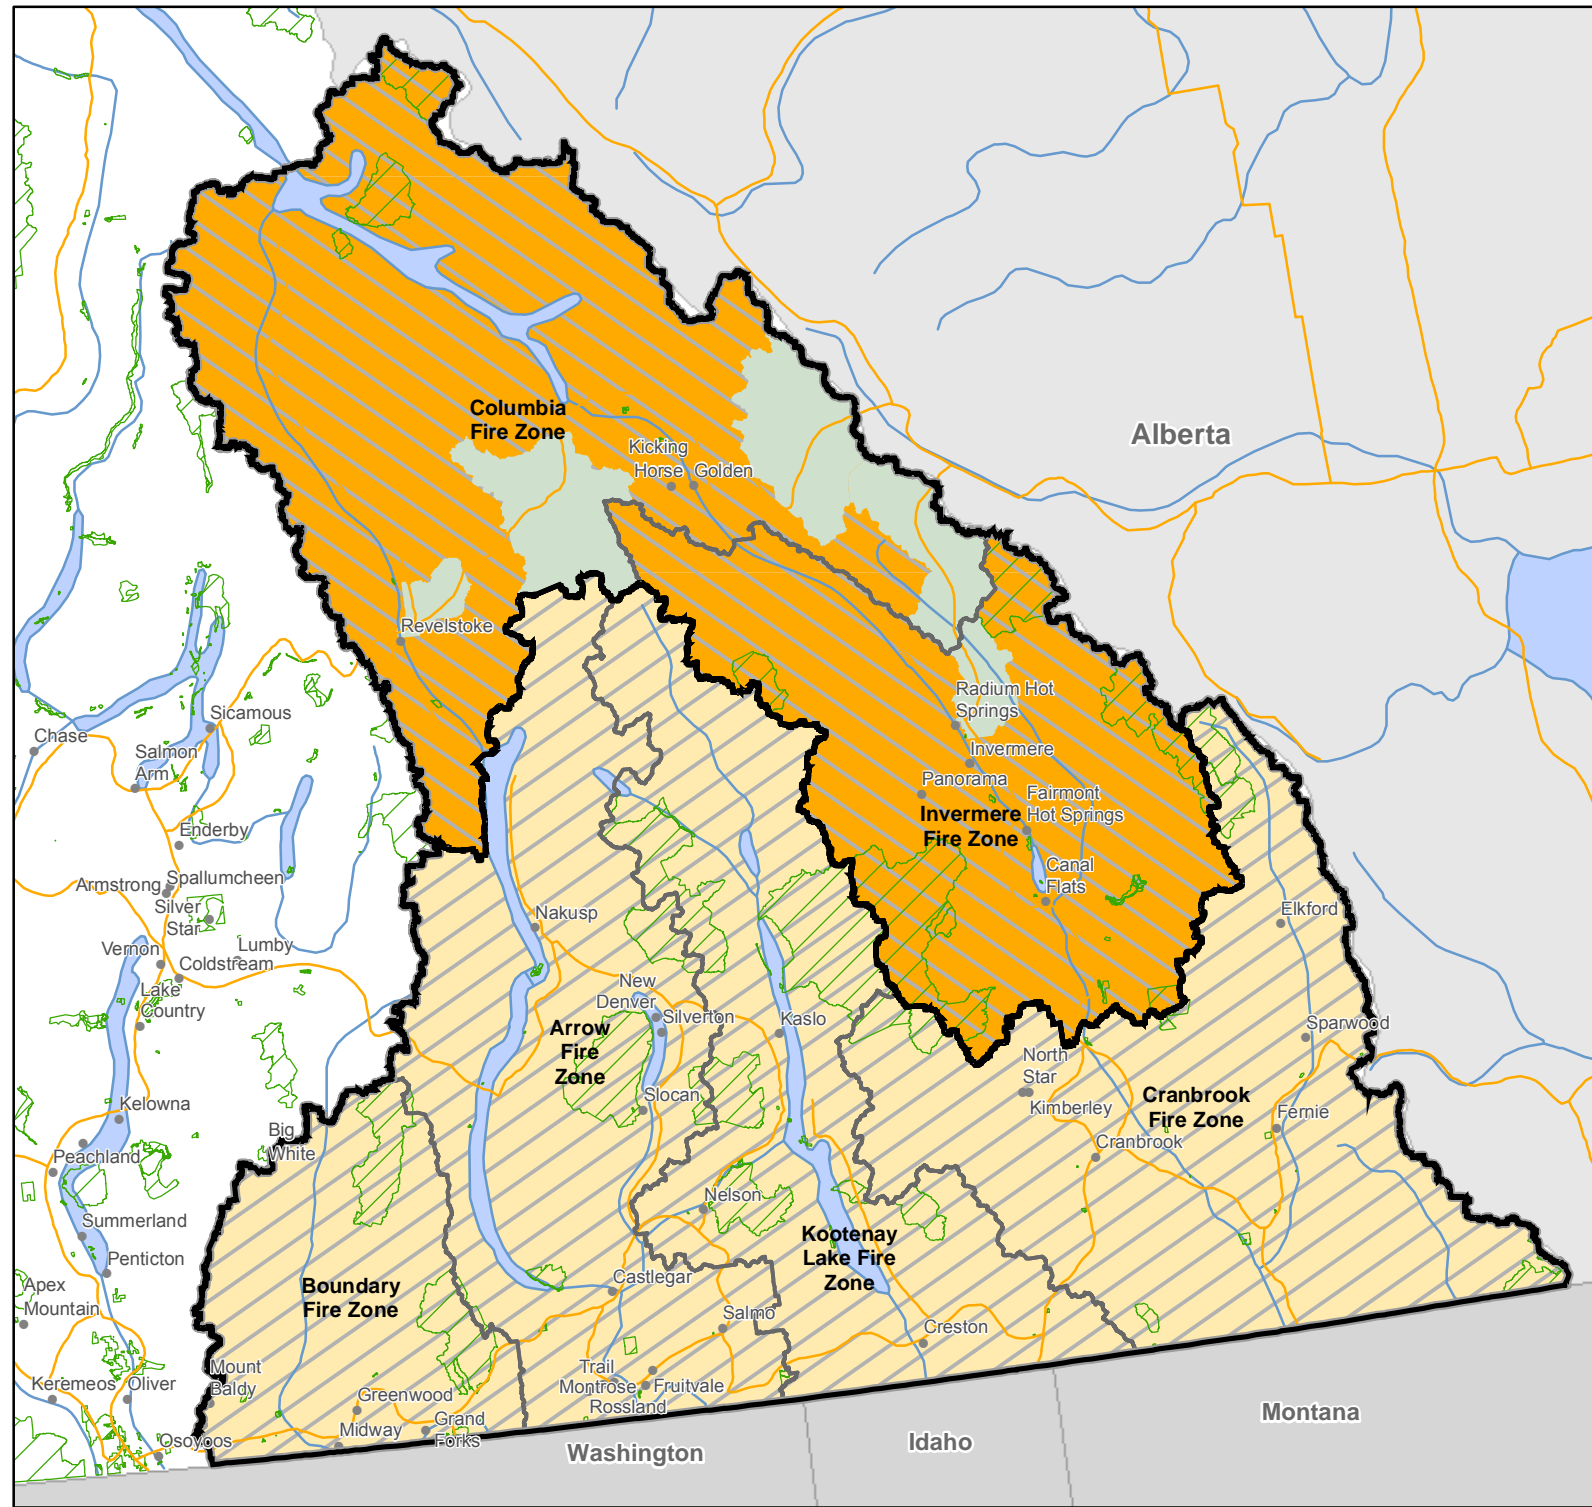 Alberta
Columbia
Fire Zone
Kicking
Horse
Golden
Revelstoke
Radium Hot
Springs
Invermere
Panorama
Fairmont
Hot Springs
Invermere
Fire Zone
Canal
Flats
Sicamous
Chase
Salmon
Arm
Enderby
Armstrong
Spallumcheen
Silver
Star
Vernon
Lumby
Coldstream
Lake
Country
Nakusp
New
Denver
Silverton
Arrow
Fire
Zone
Kaslo
Slocan
Elkford
Sparwood
North
Star
Kimberley
Cranbrook
Fire Zone
Fernie
Cranbrook
Kelowna
Big
White
Peachland
Summerland
Penticton
Apex
Mountain
Nelson
Kootenay
Lake Fire
Zone
Boundary
Fire Zone
Castlegar
Salmo
Creston
Mount
Baldy
Keremeos
Oliver
Osoyoos
Greenwood
Midway
Grand
Forks
Trail
Montrose
Fruitvale
Rossland
Washington
Idaho
Montana